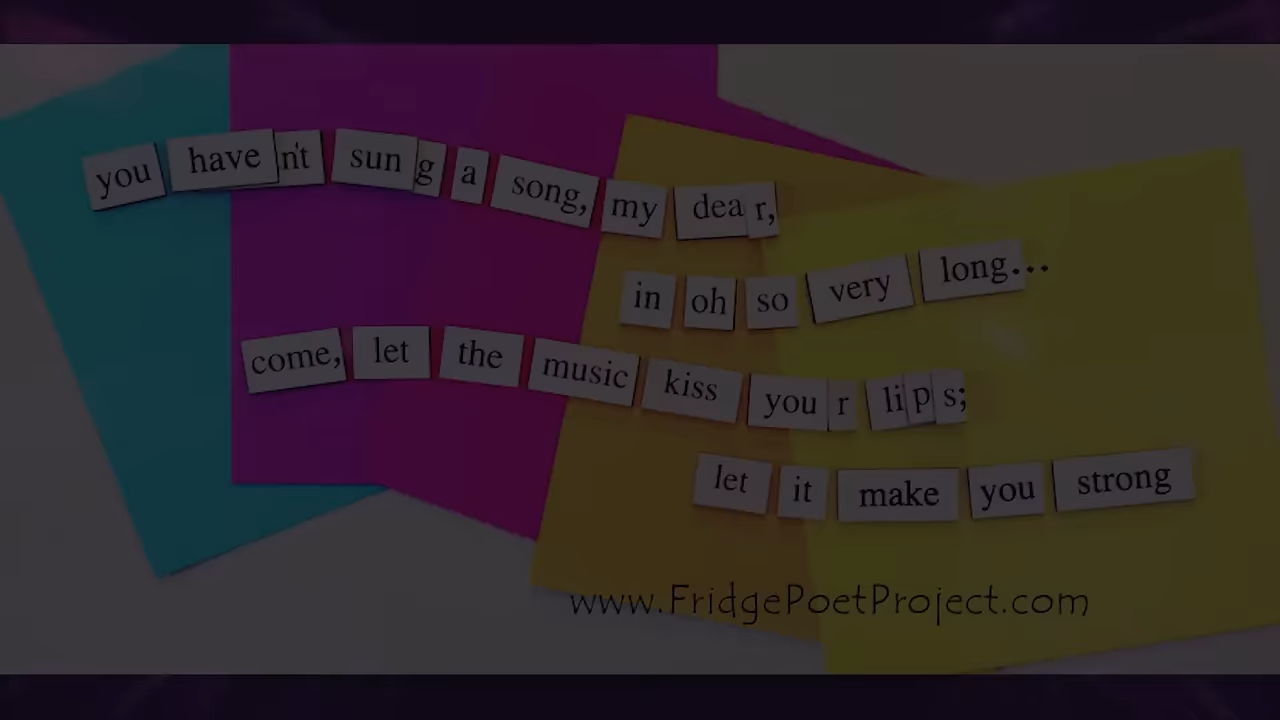 you haven't sung a song, my dear,
in oh so very long...
come, let the music kiss your lips;
let it make you strong
www.FridgePoetProject.com